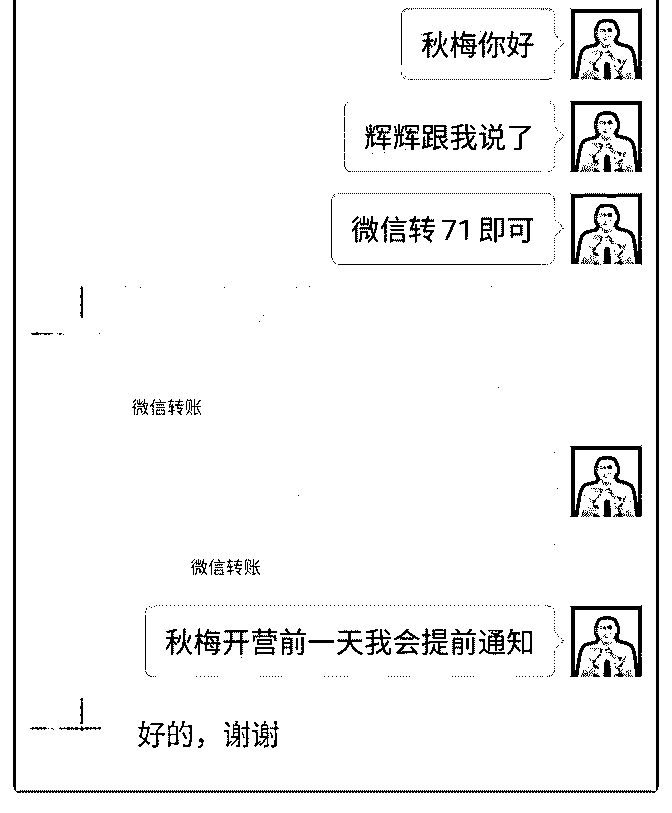 秋梅你好
辉辉跟我说了
微信转 71 即可
微信转账
微信转账
秋梅开营前一天我会提前通知
好的，谢谢